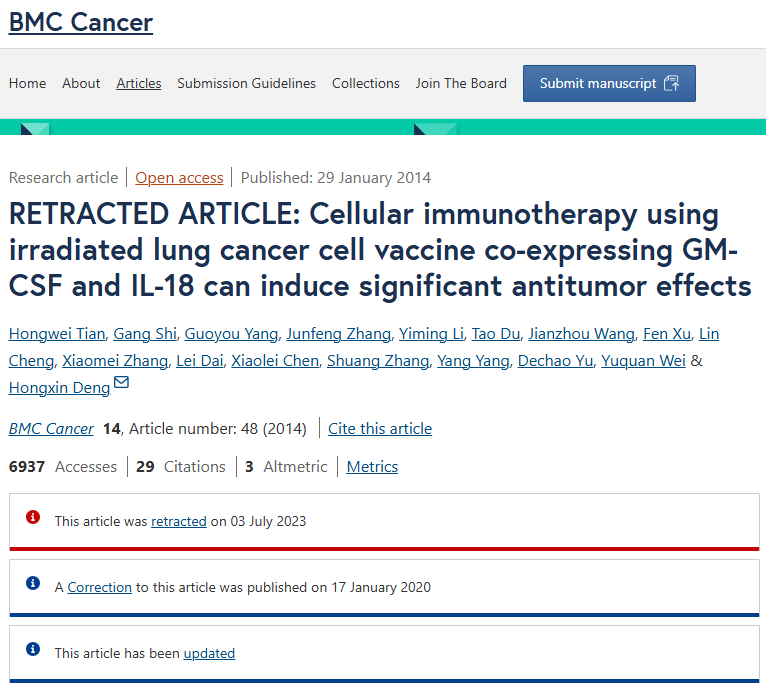 BMC Cancer
Home About Articles Submission Guidelines Collections Join The Board Submit manuscript
Research article Open access Published: 29 January 2014
RETRACTED ARTICLE: Cellular immunotherapy using
irradiated lung cancer cell vaccine co-expressing GM-
CSF and IL-18 can induce significant antitumor effects
Hongwei Tian, Gang Shi, Guoyou Yang, Junfeng Zhang, Yiming Li, Tao Du, Jianzhou Wang, Fen Xu, Lin
Cheng, Xiaomei Zhang, Lei Dai, Xiaolei Chen, Shuang Zhang, Yang Yang, Dechao Yu, Yuquan Wei &
Hongxin Deng
BMC Cancer 14, Article number: 48 (2014) Cite this article
6937 Accesses 29 Citations 3 Altmetric Metrics
This article was retracted on 03 July 2023
A Correction to this article was published on 17 January 2020
This article has been updated